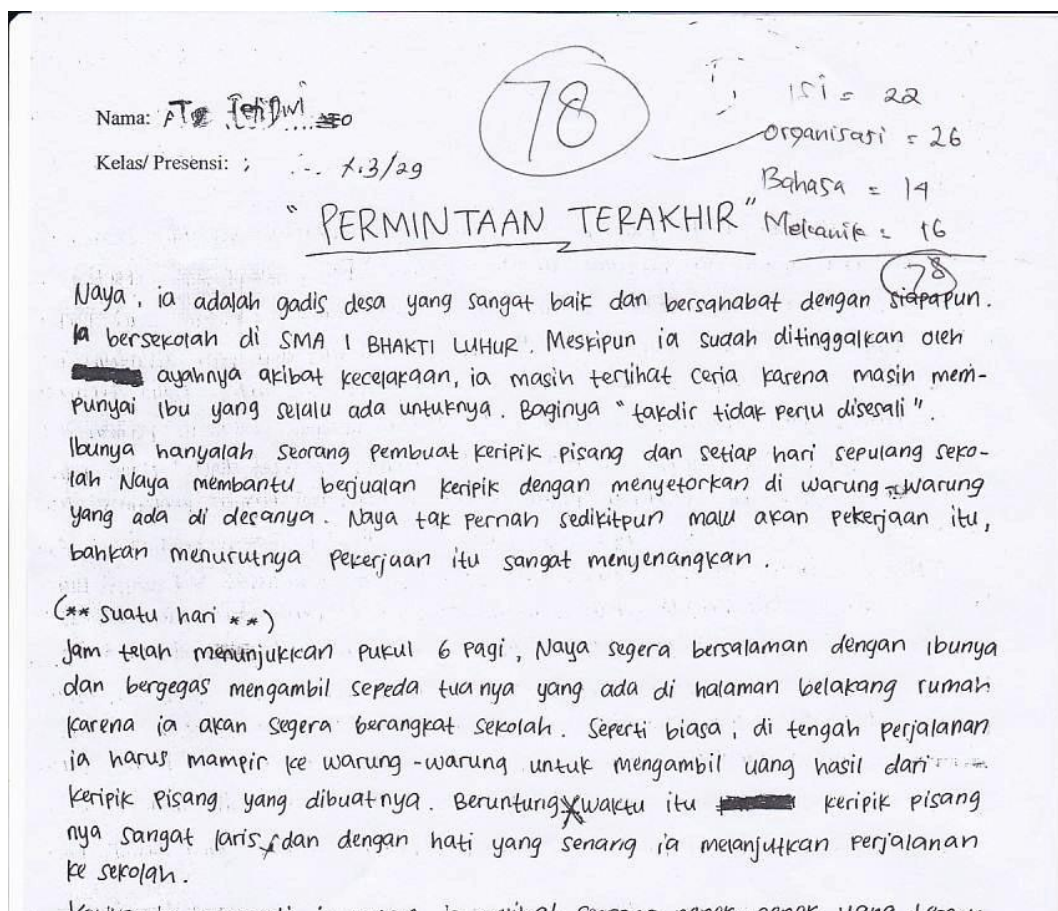 78
Isi = 22
Organisasi = 26
Bahasa = 14
Mekanik = 16
78
Nama:
Kelas/ Presensi: ; X.3/29
"PERMINTAAN TERAKHIR"
Naya, ia adalah gadis desa yang sangat baik dan bersahabat dengan siapapun.
Ia bersekolah di SMA 1 BHAKTI LUHUR. Meskipun ia sudah ditinggalkan oleh
ayahnya akibat kecelakaan, ia masih terlihat ceria karena masih mem-
punyai ibu yang selalu ada untuknya. Baginya "takdir tidak perlu disesali".
Ibunya hanyalah seorang pembuat keripik pisang dan setiap hari sepulang seko-
lah Naya membantu berjualan keripik dengan menyetorkan di warung-warung
yang ada di desanya. Naya tak pernah sedikitpun malu akan pekerjaan itu,
bahkan menurutnya pekerjaan itu sangat menyenangkan.
(** suatu hari **)
Jam telah menunjukkan pukul 6 pagi, Naya segera bersalaman dengan ibunya
dan bergegas mengambil sepeda tuanya yang ada di halaman belakang rumah
karena ia akan segera berangkat sekolah. Seperti biasa, di tengah perjalanan
ia harus mampir ke warung-warung untuk mengambil uang hasil dari
keripik pisang yang dibuatnya. Beruntung waktu itu keripik pisang
nya sangat laris, dan dengan hati yang senang ia melanjutkan perjalanan
ke sekolah.